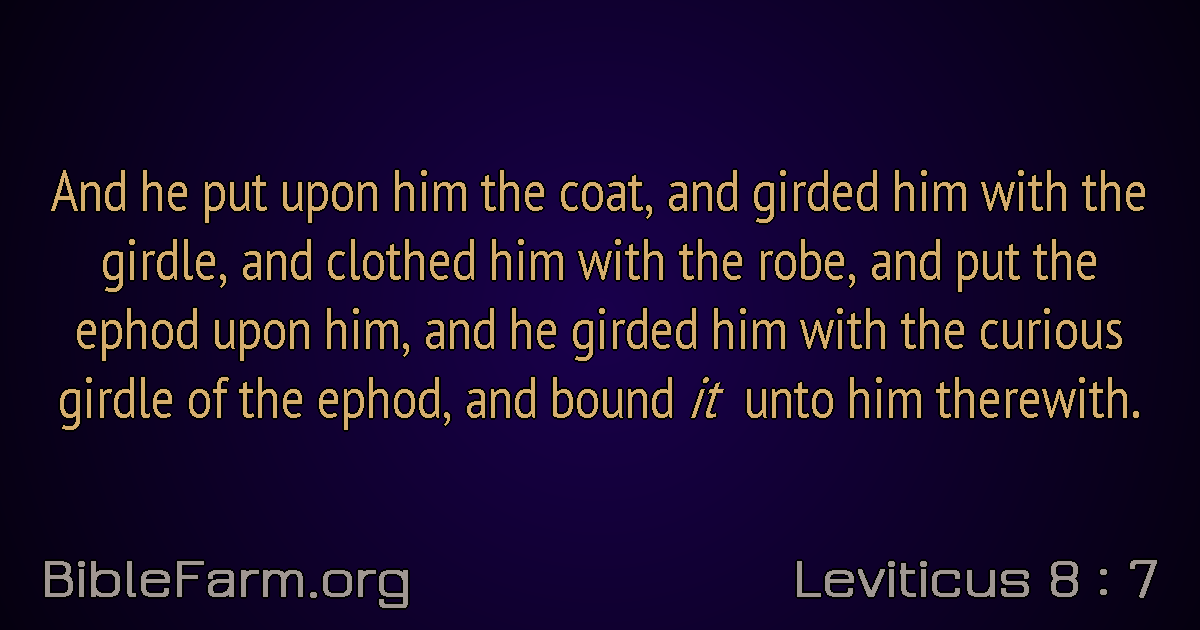 And he put upon him the coat, and girded him with the
girdle, and clothed him with the robe, and put the
ephod upon him, and he girded him with the curious
girdle of the ephod, and bound it unto him therewith.
BibleFarm.org
Leviticus 8 : 7